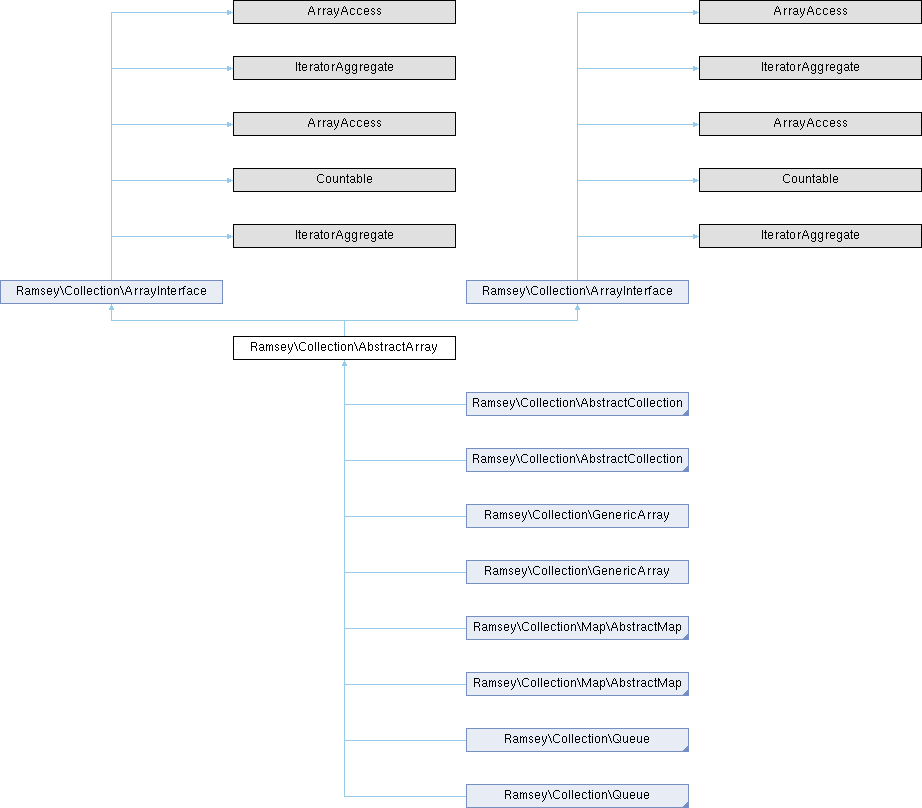 ArrayAccess
ArrayAccess
IteratorAggregate
IteratorAggregate
ArrayAccess
ArrayAccess
Countable
Countable
IteratorAggregate
IteratorAggregate
Ramsey\Collection\ArrayInterface
Ramsey\Collection\ArrayInterface
Ramsey\Collection\AbstractArray
Ramsey\Collection\AbstractCollection
Ramsey\Collection\AbstractCollection
Ramsey\Collection\GenericArray
Ramsey\Collection\GenericArray
Ramsey\Collection\Map\AbstractMap
Ramsey\Collection\Map\AbstractMap
Ramsey\Collection\Queue
Ramsey\Collection\Queue